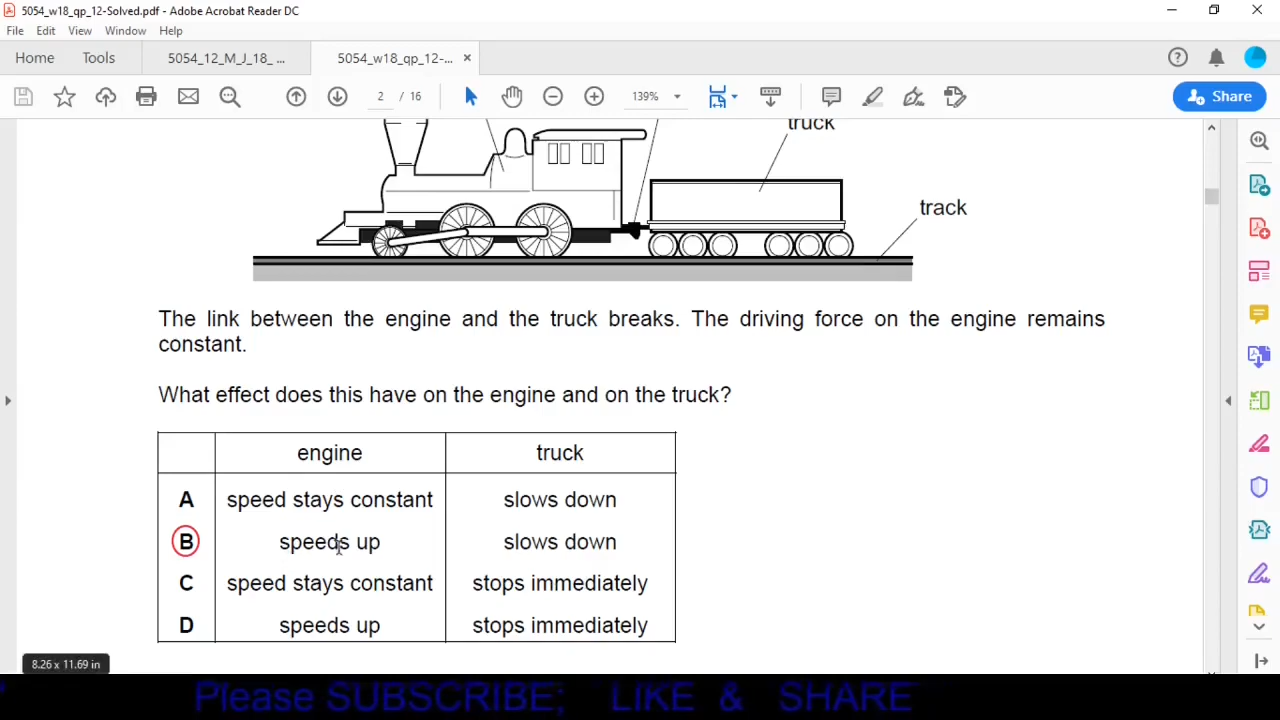 5054_w18_qp_12-Solved.pdf - Adobe Acrobat Reader DC
File Edit View Window Help
Home Tools 5054_12_M_J_18_ ... 5054_w18_qp_12-... ×
2 / 16 139% Share
truck
track
The link between the engine and the truck breaks. The driving force on the engine remains
constant.
What effect does this have on the engine and on the truck?
engine truck
A speed stays constant slows down
B speeds up slows down
C speed stays constant stops immediately
D speeds up stops immediately
8.26 x 11.69 in
Please SUBSCRIBE; LIKE & SHARE